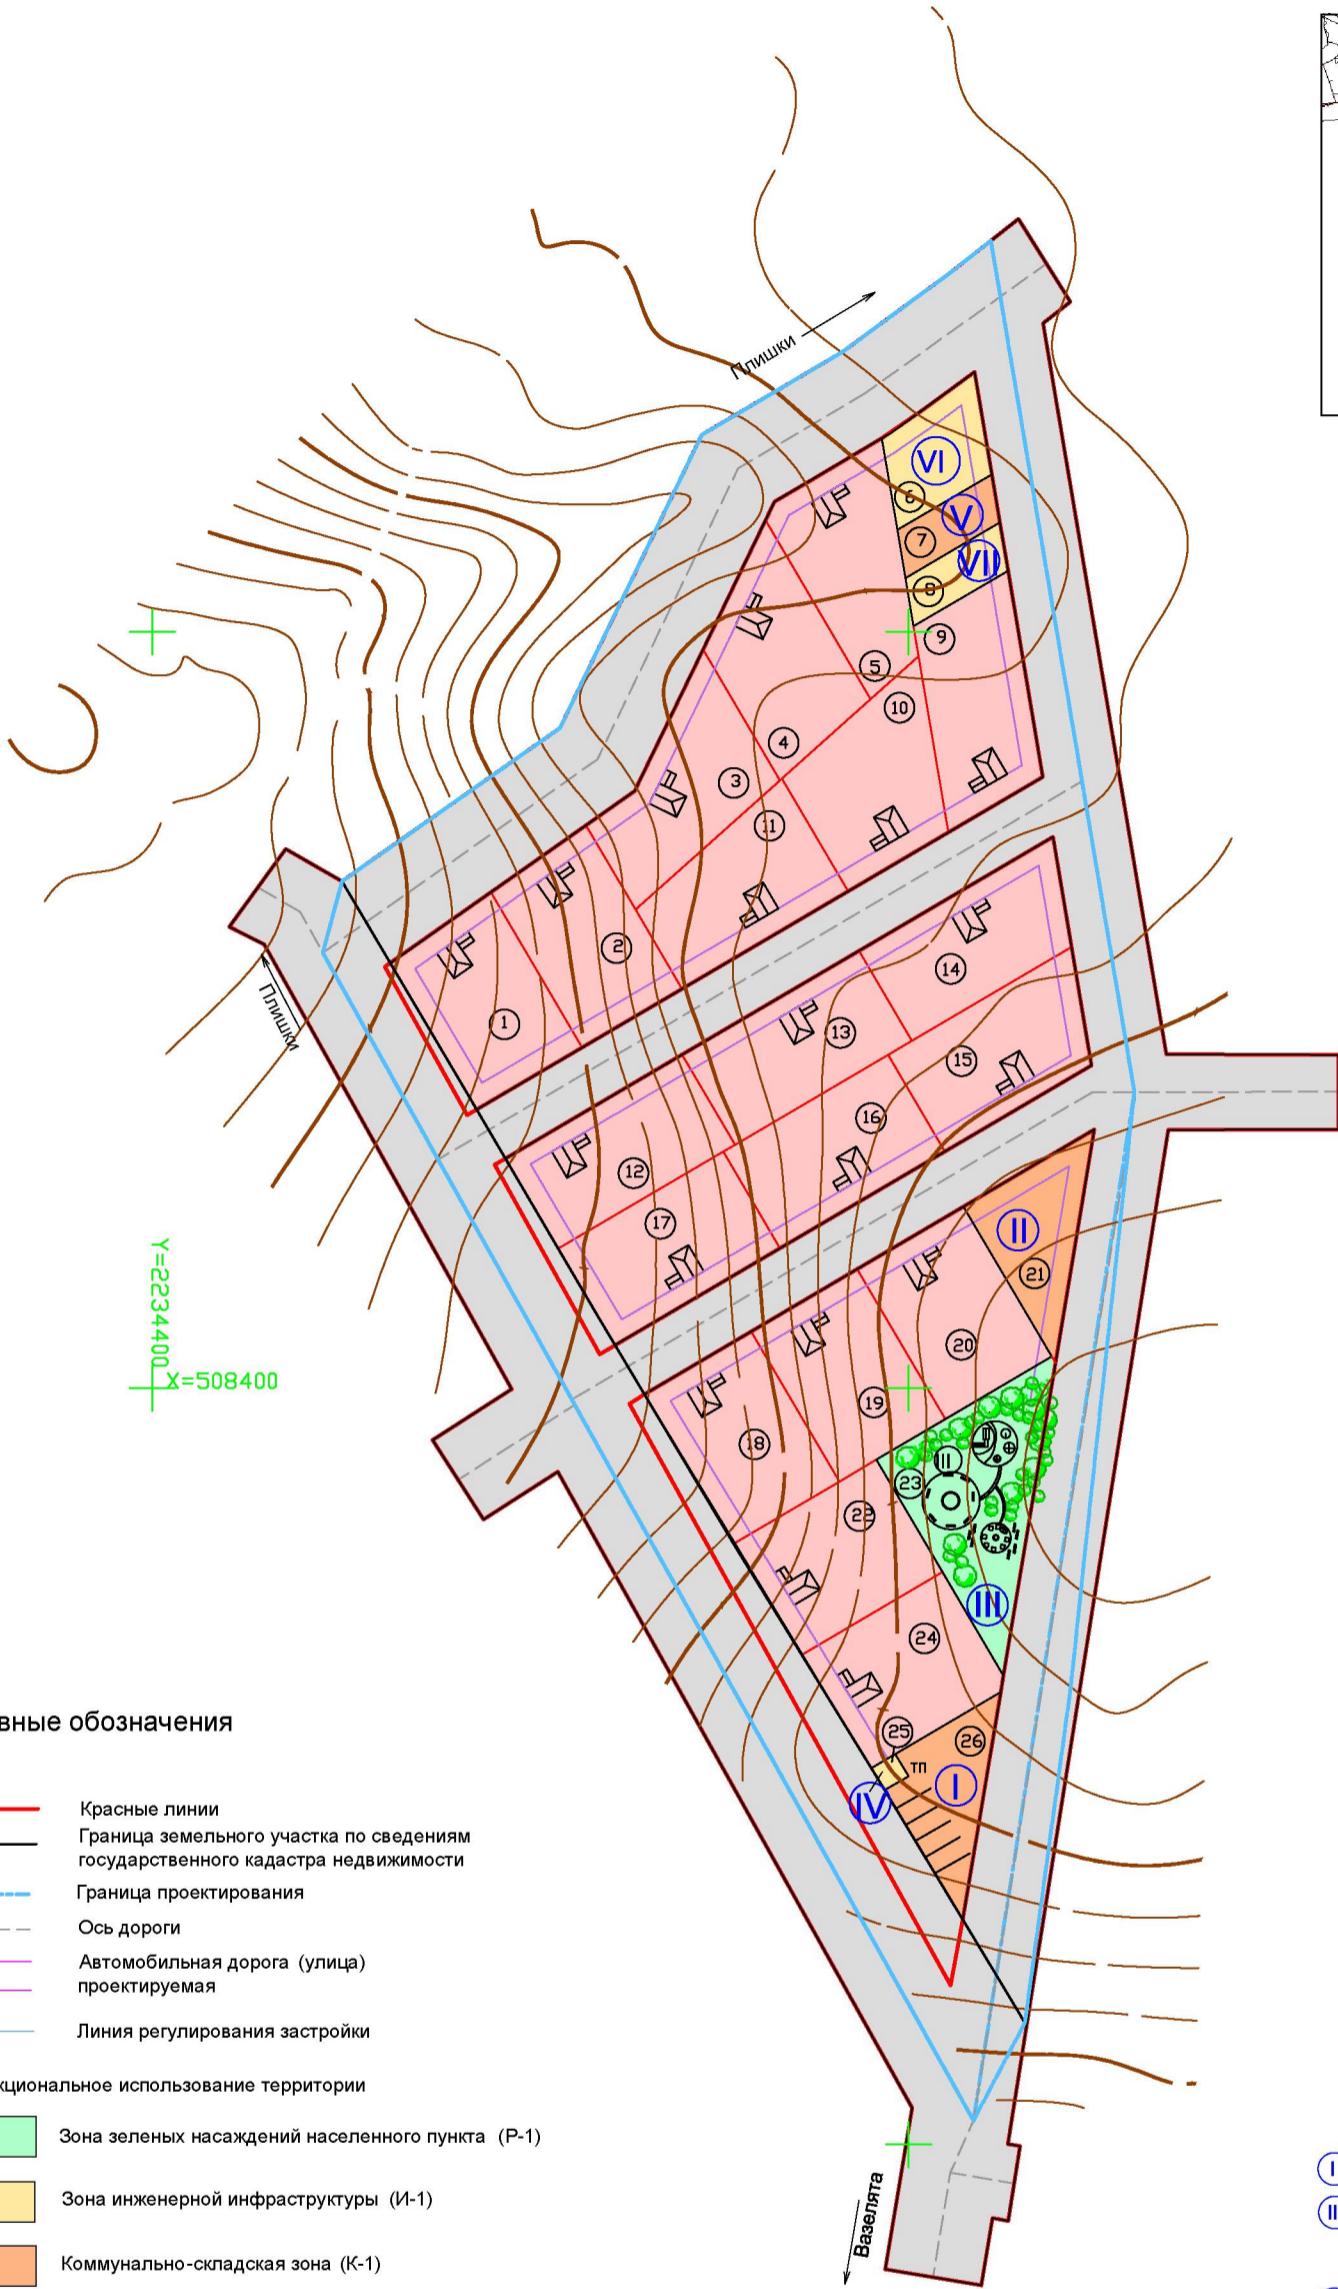 Плишки
VI
6
V
7
VII
8
9
5
10
4
3
11
2
1
Плишки
14
13
15
16
12
17
II
21
20
19
18
Y=2234400
X=508400
III
23
22
III
24
25
26
ТП
I
IV
вные обозначения
Красные линии
Граница земельного участка по сведениям
государственного кадастра недвижимости
Граница проектирования
Ось дороги
Автомобильная дорога (улица)
проектируемая
Линия регулирования застройки
кциональное использование территории
Зона зеленых насаждений населенного пункта (Р-1)
Зона инженерной инфраструктуры (И-1)
Коммунально-складская зона (К-1)
Вазелята
I
II